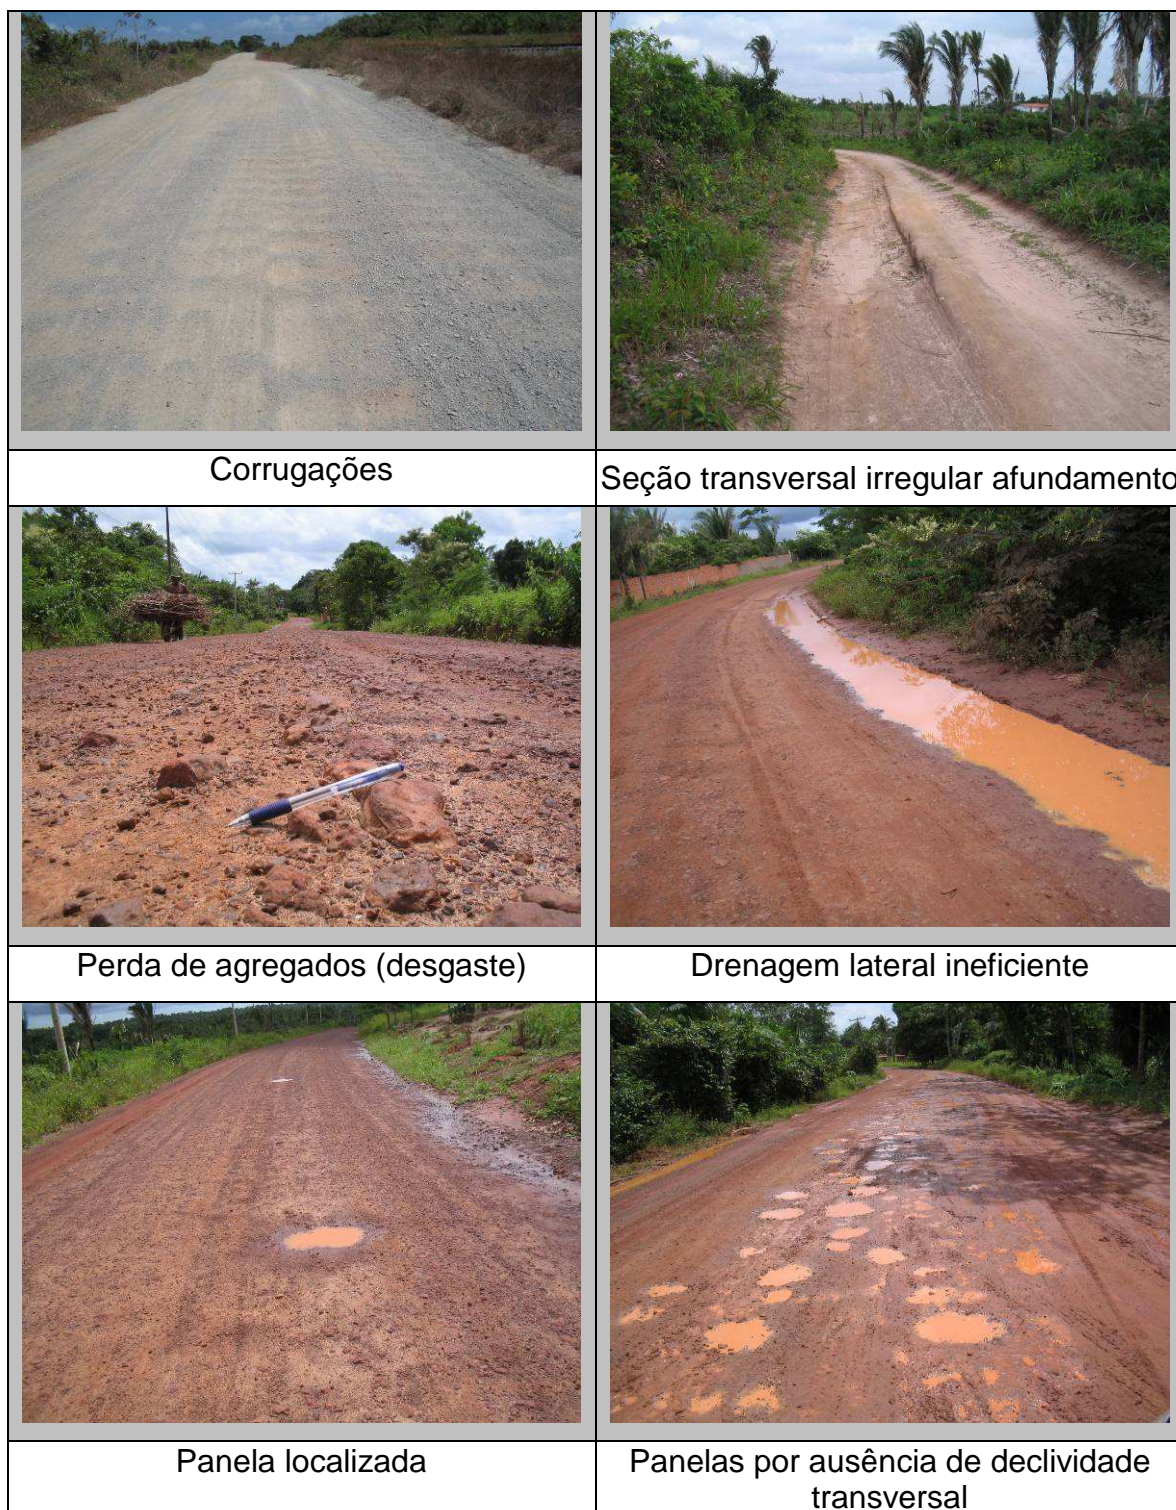 Corrugações
Seção transversal irregular afundamento
Perda de agregados (desgaste)
Drenagem lateral ineficiente
Panela localizada
Panelas por ausência de declividade
transversal